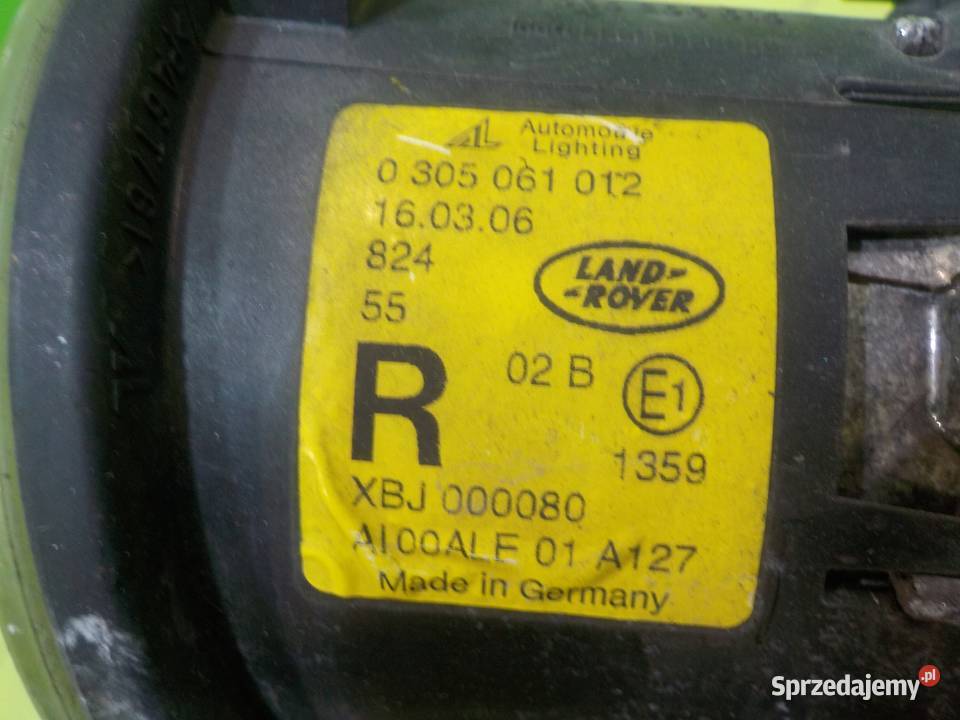 AL Automotive
Lighting
0 305 061 012
16.03.06
824
55
LAND-
-ROVER
R
02 B
E1
1359
XBJ 000080
AI00ALE 01 A127
Made in Germany
Sprzedajemy.pl